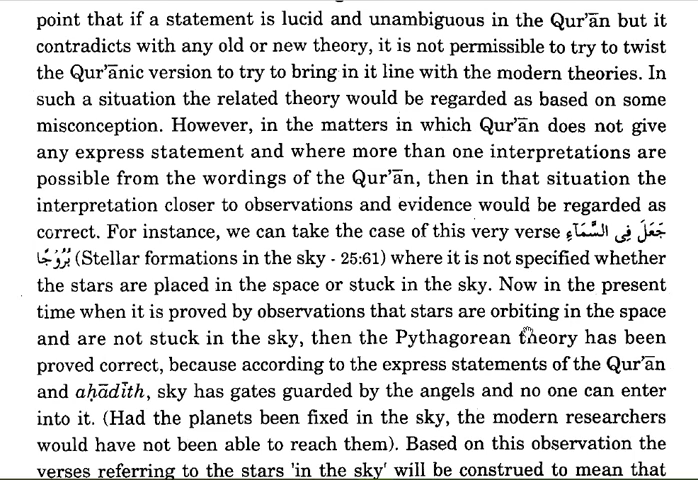 point that if a statement is lucid and unambiguous in the Qur'ān but it
contradicts with any old or new theory, it is not permissible to try to twist
the Qur'ānic version to try to bring in it line with the modern theories. In
such a situation the related theory would be regarded as based on some
misconception. However, in the matters in which Qur'ān does not give
any express statement and where more than one interpretations are
possible from the wordings of the Qur'ān, then in that situation the
interpretation closer to observations and evidence would be regarded as
correct. For instance, we can take the case of this very verse جَعَلَ فِى السَّمَآءِ
بُرُوْجًا (Stellar formations in the sky - 25:61) where it is not specified whether
the stars are placed in the space or stuck in the sky. Now in the present
time when it is proved by observations that stars are orbiting in the space
and are not stuck in the sky, then the Pythagorean theory has been
proved correct, because according to the express statements of the Qur'ān
and aḥādīth, sky has gates guarded by the angels and no one can enter
into it. (Had the planets been fixed in the sky, the modern researchers
would have not been able to reach them). Based on this observation the
verses referring to the stars 'in the sky' will be construed to mean that